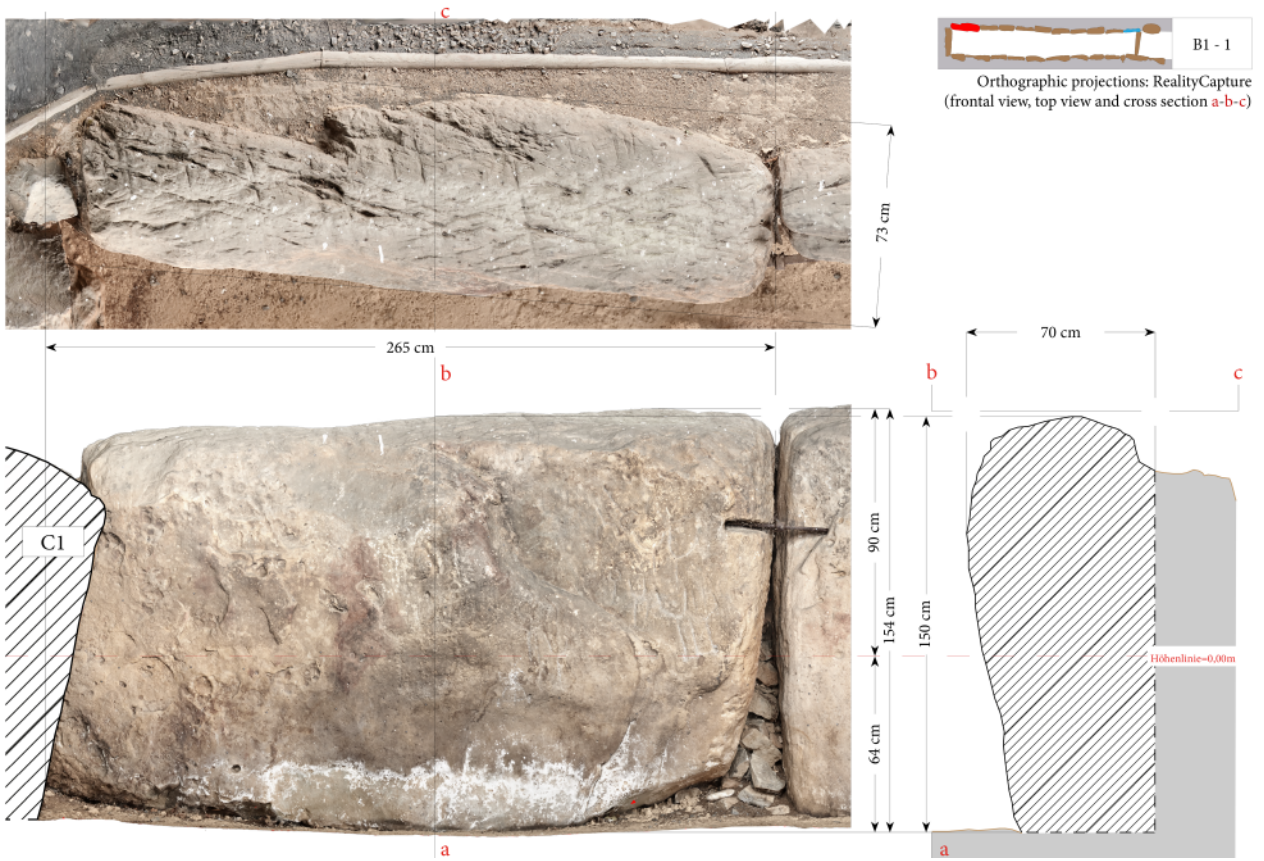 c
B1 - 1
Orthographic projections: RealityCapture
(frontal view, top view and cross section a-b-c)
73 cm
265 cm
70 cm
b
b
c
C1
90 cm
154 cm
150 cm
Höhenlinie=0,00m
64 cm
a
a